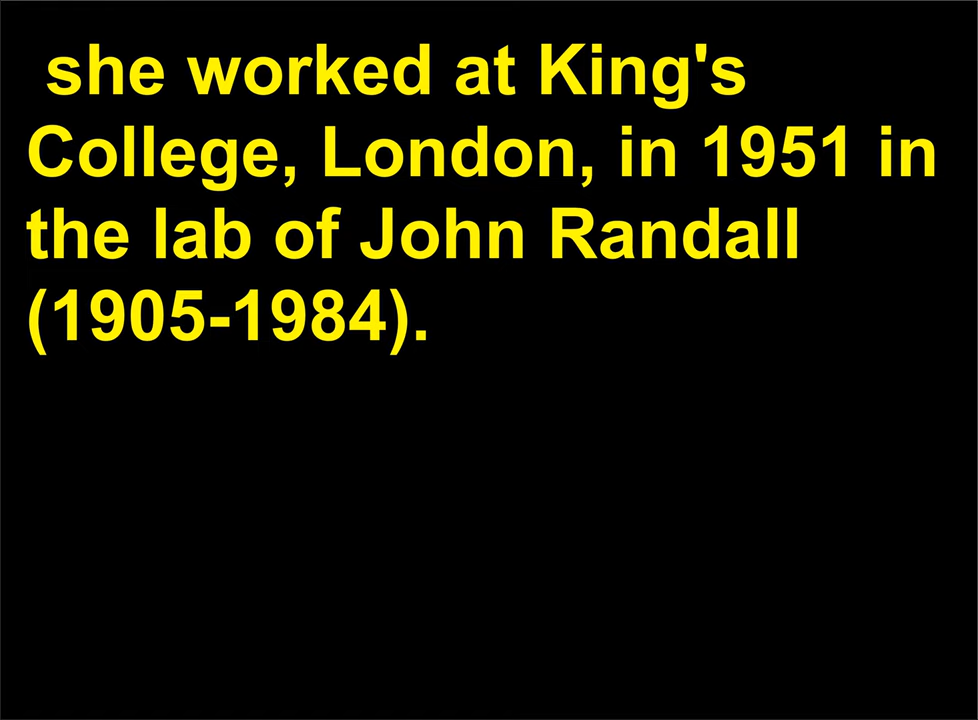 she worked at King's
College, London, in 1951 in
the lab of John Randall
(1905-1984).